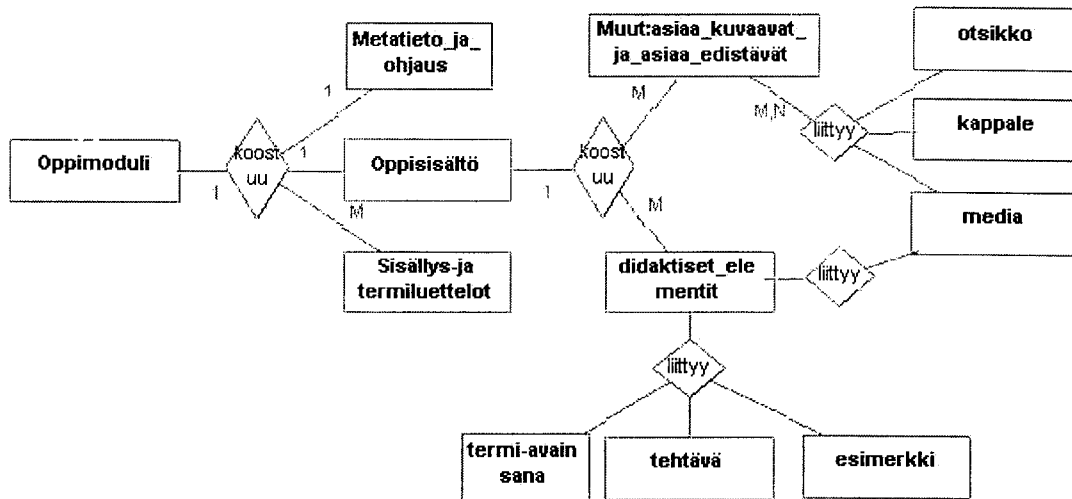 Metatieto_ja_
ohjaus
Muut:asiaa_kuvaavat_
ja_asiaa_edistävät
otsikko
1
M
M,N
liittyy
kappale
Oppimoduli
1
koost
uu
1
Oppisisältö
1
koost
uu
M
M
media
Sisällys-ja
termiluettelot
didaktiset_ele
mentit
liittyy
liittyy
termi-avain
sana
tehtävä
esimerkki